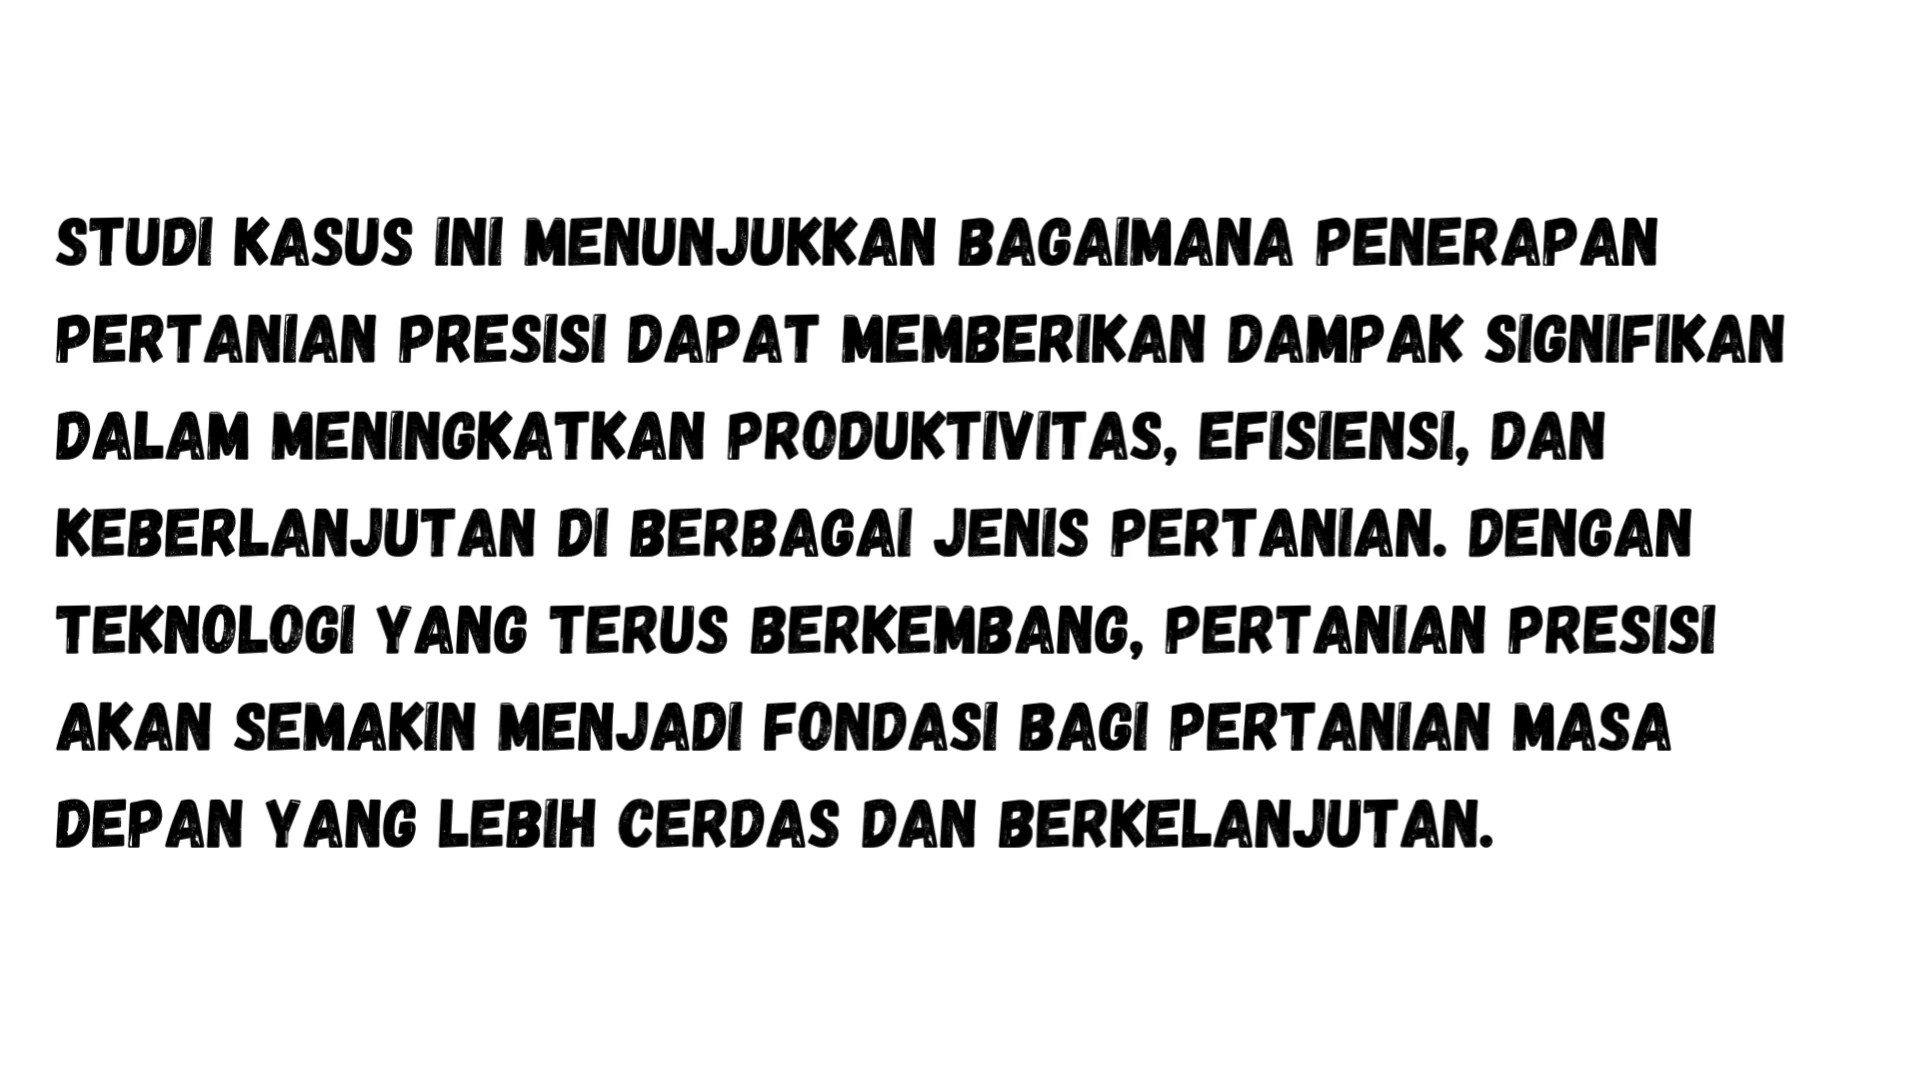 STUDI KASUS INI MENUNJUKKAN BAGAIMANA PENERAPAN
PERTANIAN PRESISI DAPAT MEMBERIKAN DAMPAK SIGNIFIKAN
DALAM MENINGKATKAN PRODUKTIVITAS, EFISIENSI, DAN
KEBERLANJUTAN DI BERBAGAI JENIS PERTANIAN. DENGAN
TEKNOLOGI YANG TERUS BERKEMBANG, PERTANIAN PRESISI
AKAN SEMAKIN MENJADI FONDASI BAGI PERTANIAN MASA
DEPAN YANG LEBIH CERDAS DAN BERKELANJUTAN.